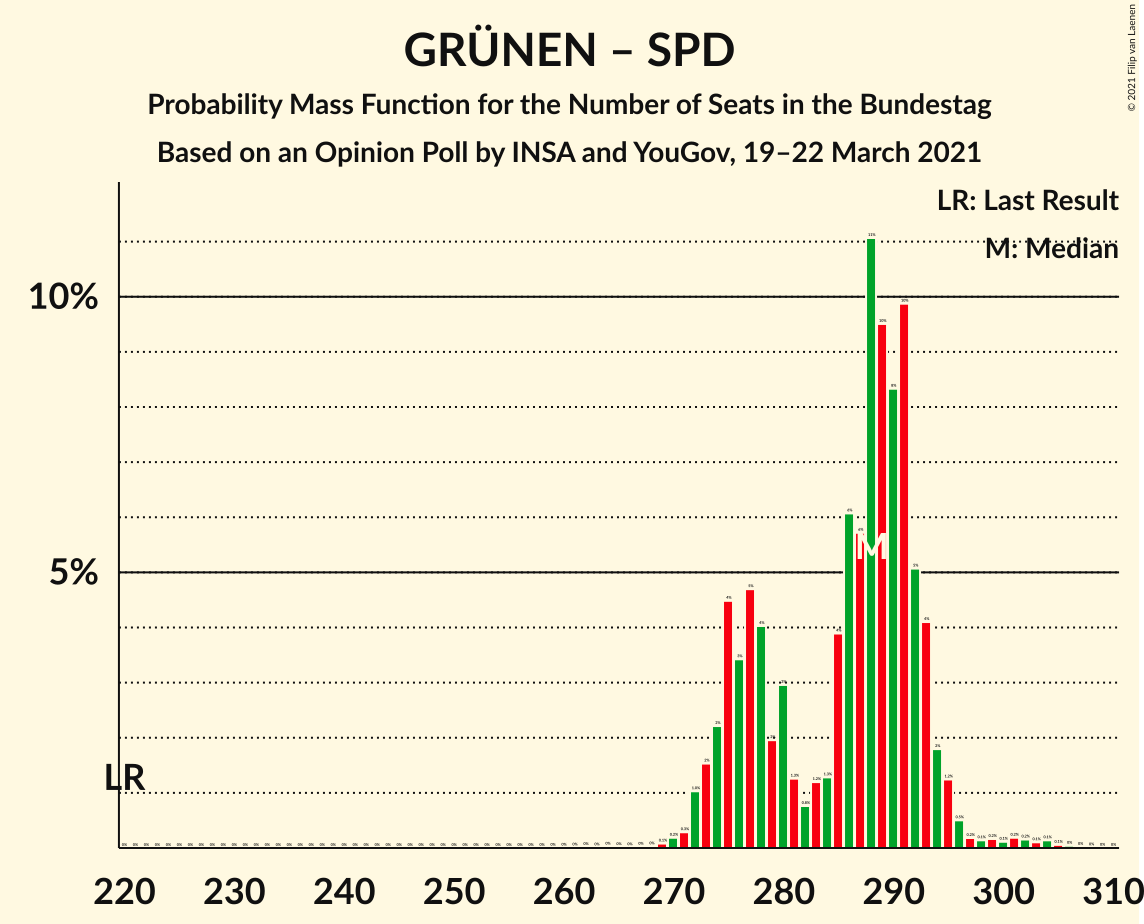 GRÜNEN – SPD
Probability Mass Function for the Number of Seats in the Bundestag
Based on an Opinion Poll by INSA and YouGov, 19–22 March 2021
© 2021 Filip van Laenen
LR: Last Result
M: Median
10%
5%
LR
M
220 230 240 250 260 270 280 290 300 310